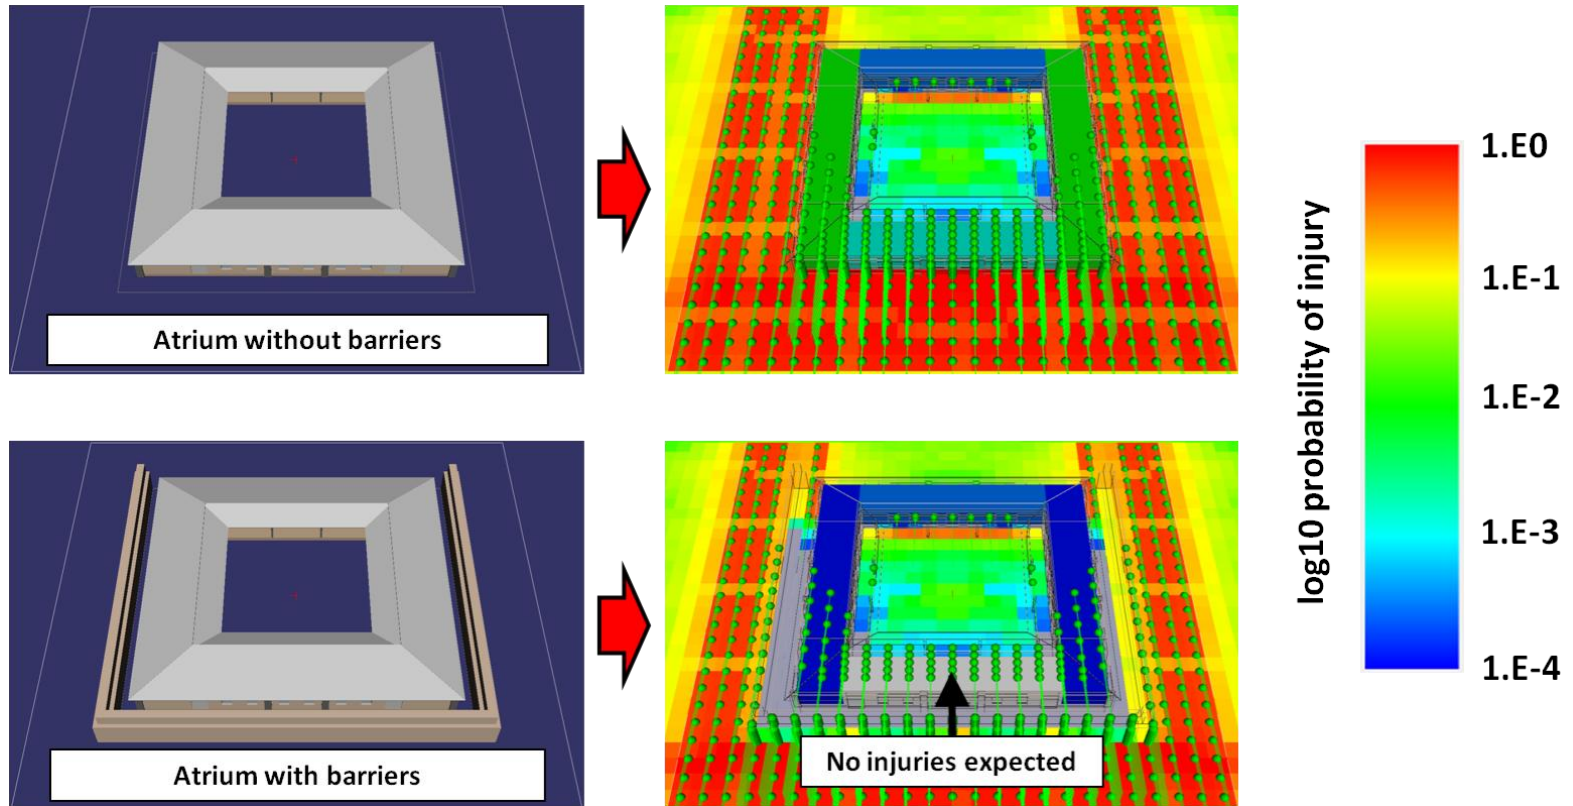 Atrium without barriers
Atrium with barriers
No injuries expected
log10 probability of injury
1.E0
1.E-1
1.E-2
1.E-3
1.E-4